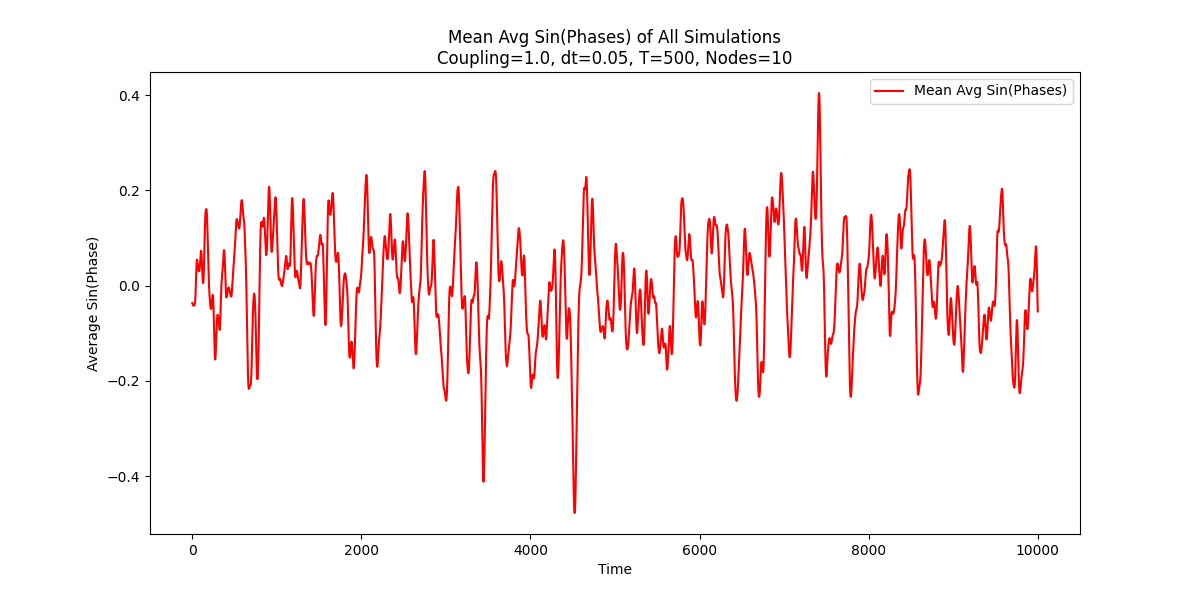 Mean Avg Sin(Phases) of All Simulations
Coupling=1.0, dt=0.05, T=500, Nodes=10
Mean Avg Sin(Phases)
Average Sin(Phase)
0.4
0.2
0.0
−0.2
−0.4
0 2000 4000 6000 8000 10000
Time